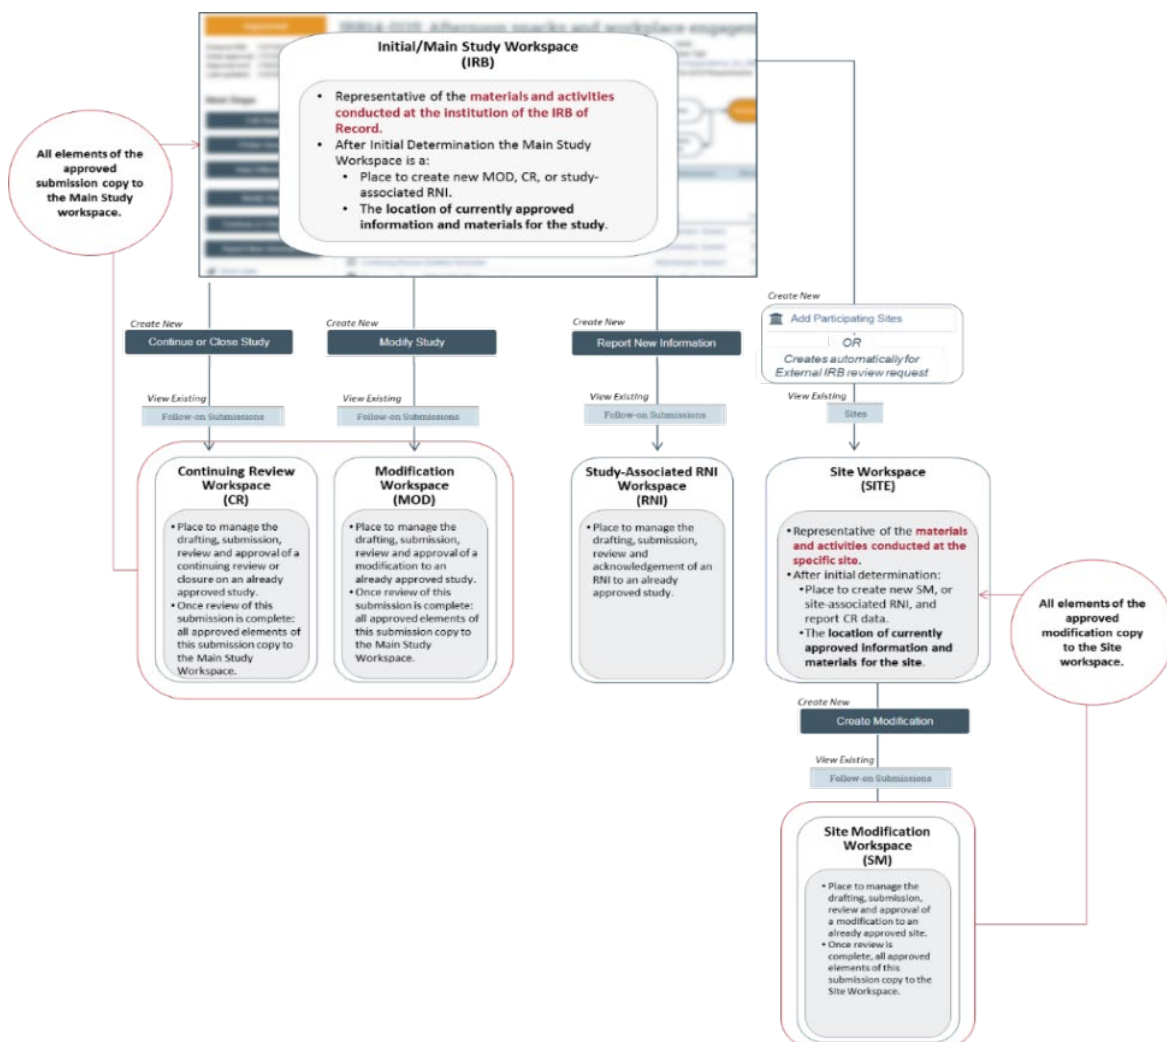 Initial/Main Study Workspace
(IRB)
• Representative of the materials and activities
conducted at the institution of the IRB of
Record.
• After Initial Determination the Main Study
Workspace is a:
• Place to create new MOD, CR, or study-
associated RNI.
• The location of currently approved
information and materials for the study.
All elements of the
approved
submission copy to
the Main Study
workspace.
Create New
Continue or Close Study
View Existing
Follow-on Submissions
Create New
Modify Study
View Existing
Follow-on Submissions
Create New
Report New Information
View Existing
Follow-on Submissions
Create New
Add Participating Sites
OR
Creates automatically for
External IRB review request
View Existing
Sites
Continuing Review
Workspace
(CR)
• Place to manage the
drafting, submission,
review and approval of a
continuing review or
closure on an already
approved study.
• Once review of this
submission is complete:
all approved elements of
this submission copy to
the Main Study
Workspace.
Modification
Workspace
(MOD)
• Place to manage the
drafting, submission,
review and approval of a
modification to an
already approved study.
• Once review of this
submission is complete:
all approved elements of
this submission copy to
the Main Study
Workspace.
Study-Associated RNI
Workspace
(RNI)
• Place to manage the
drafting, submission,
review and
acknowledgement of an
RNI to an already
approved study.
Site Workspace
(SITE)
• Representative of the materials
and activities conducted at the
specific site.
• After initial determination:
• Place to create new SM, or
site-associated RNI, and
report CR data.
• The location of currently
approved information and
materials for the site.
All elements of the
approved
modification copy
to the Site
workspace.
Create New
Create Modification
View Existing
Follow-on Submissions
Site Modification
Workspace
(SM)
• Place to manage the
drafting, submission,
review and approval of
a modification to an
already approved site.
• Once review is
complete, all approved
elements of this
submission copy to the
Site Workspace.